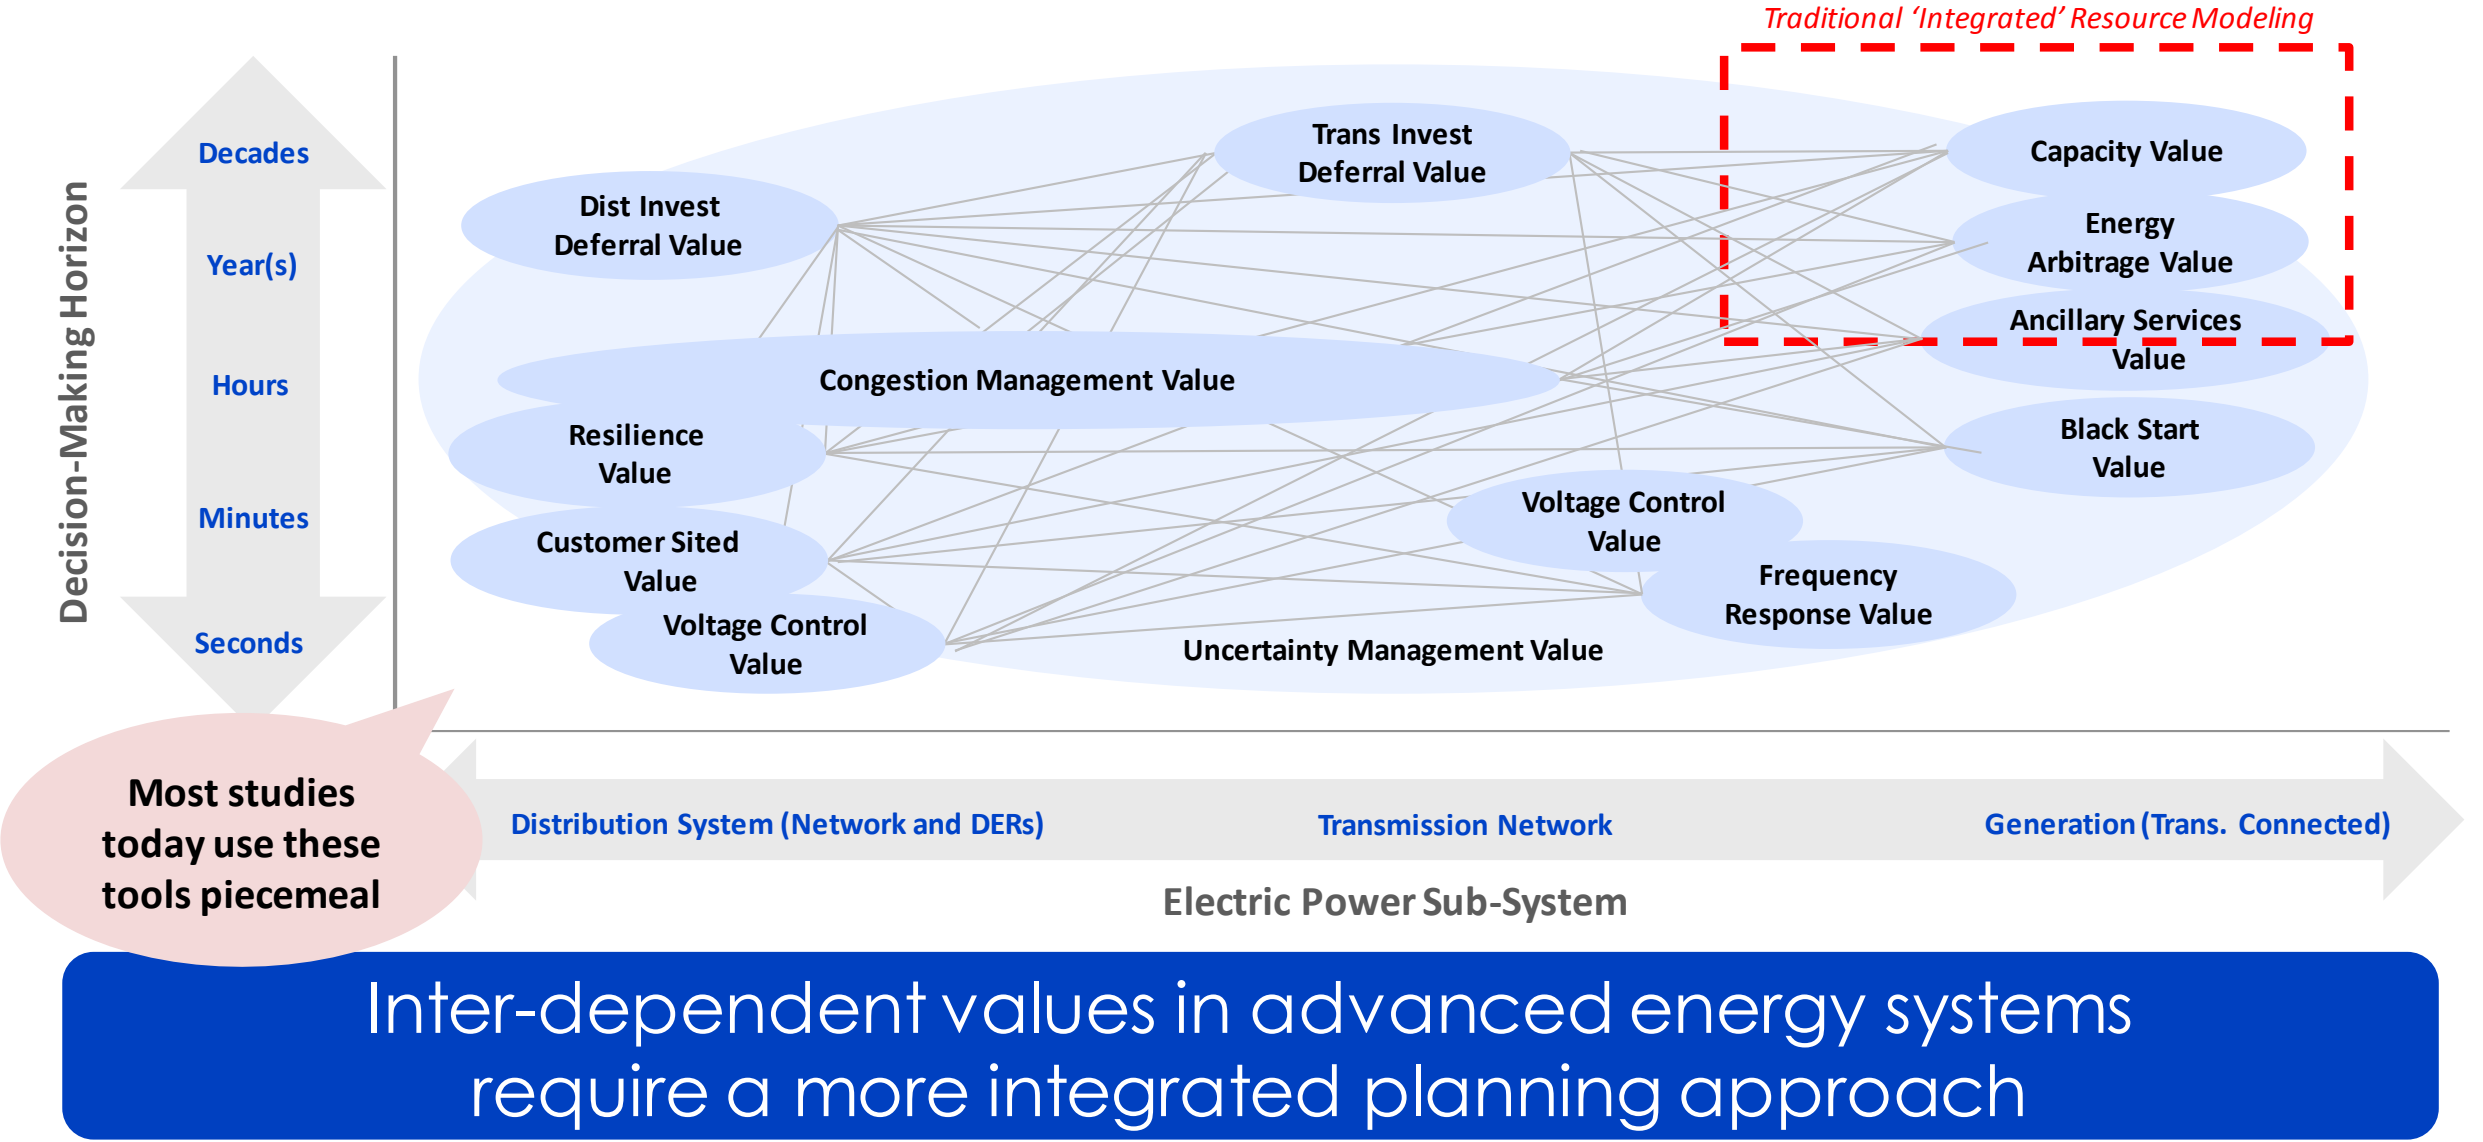 Traditional ‘Integrated’ Resource Modeling
Decision-Making Horizon
Decades
Year(s)
Hours
Minutes
Seconds
Trans Invest
Deferral Value
Capacity Value
Dist Invest
Deferral Value
Energy
Arbitrage Value
Ancillary Services
Value
Congestion Management Value
Resilience
Value
Black Start
Value
Customer Sited
Value
Voltage Control
Value
Frequency
Response Value
Voltage Control
Value
Uncertainty Management Value
Most studies
today use these
tools piecemeal
Distribution System (Network and DERs)
Transmission Network
Generation (Trans. Connected)
Electric Power Sub-System
Inter-dependent values in advanced energy systems
require a more integrated planning approach